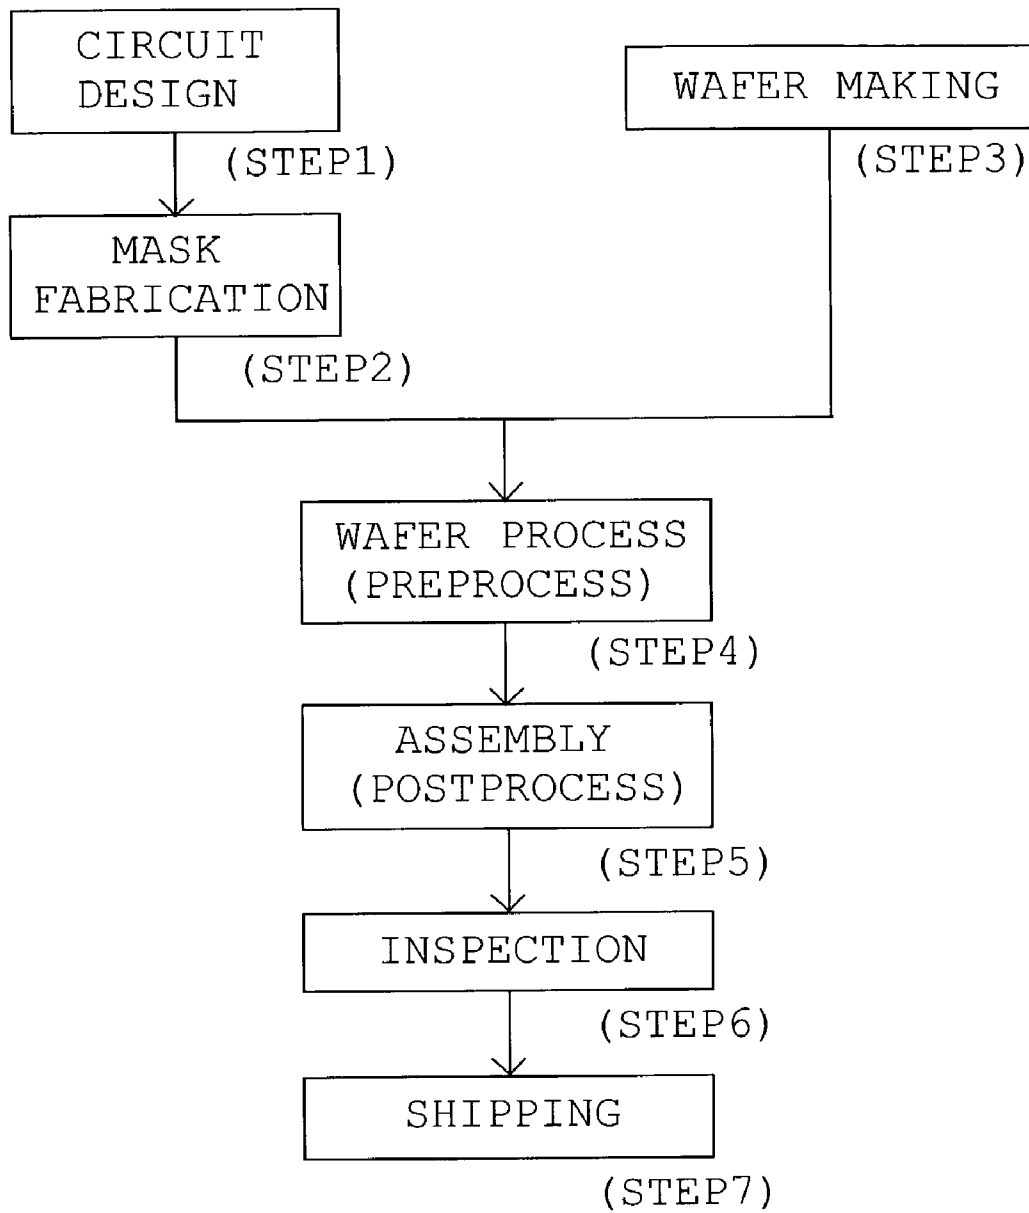 CIRCUIT
DESIGN
(STEP1)
WAFER MAKING
(STEP3)
MASK
FABRICATION
(STEP2)
WAFER PROCESS
(PREPROCESS)
(STEP4)
ASSEMBLY
(POSTPROCESS)
(STEP5)
INSPECTION
(STEP6)
SHIPPING
(STEP7)